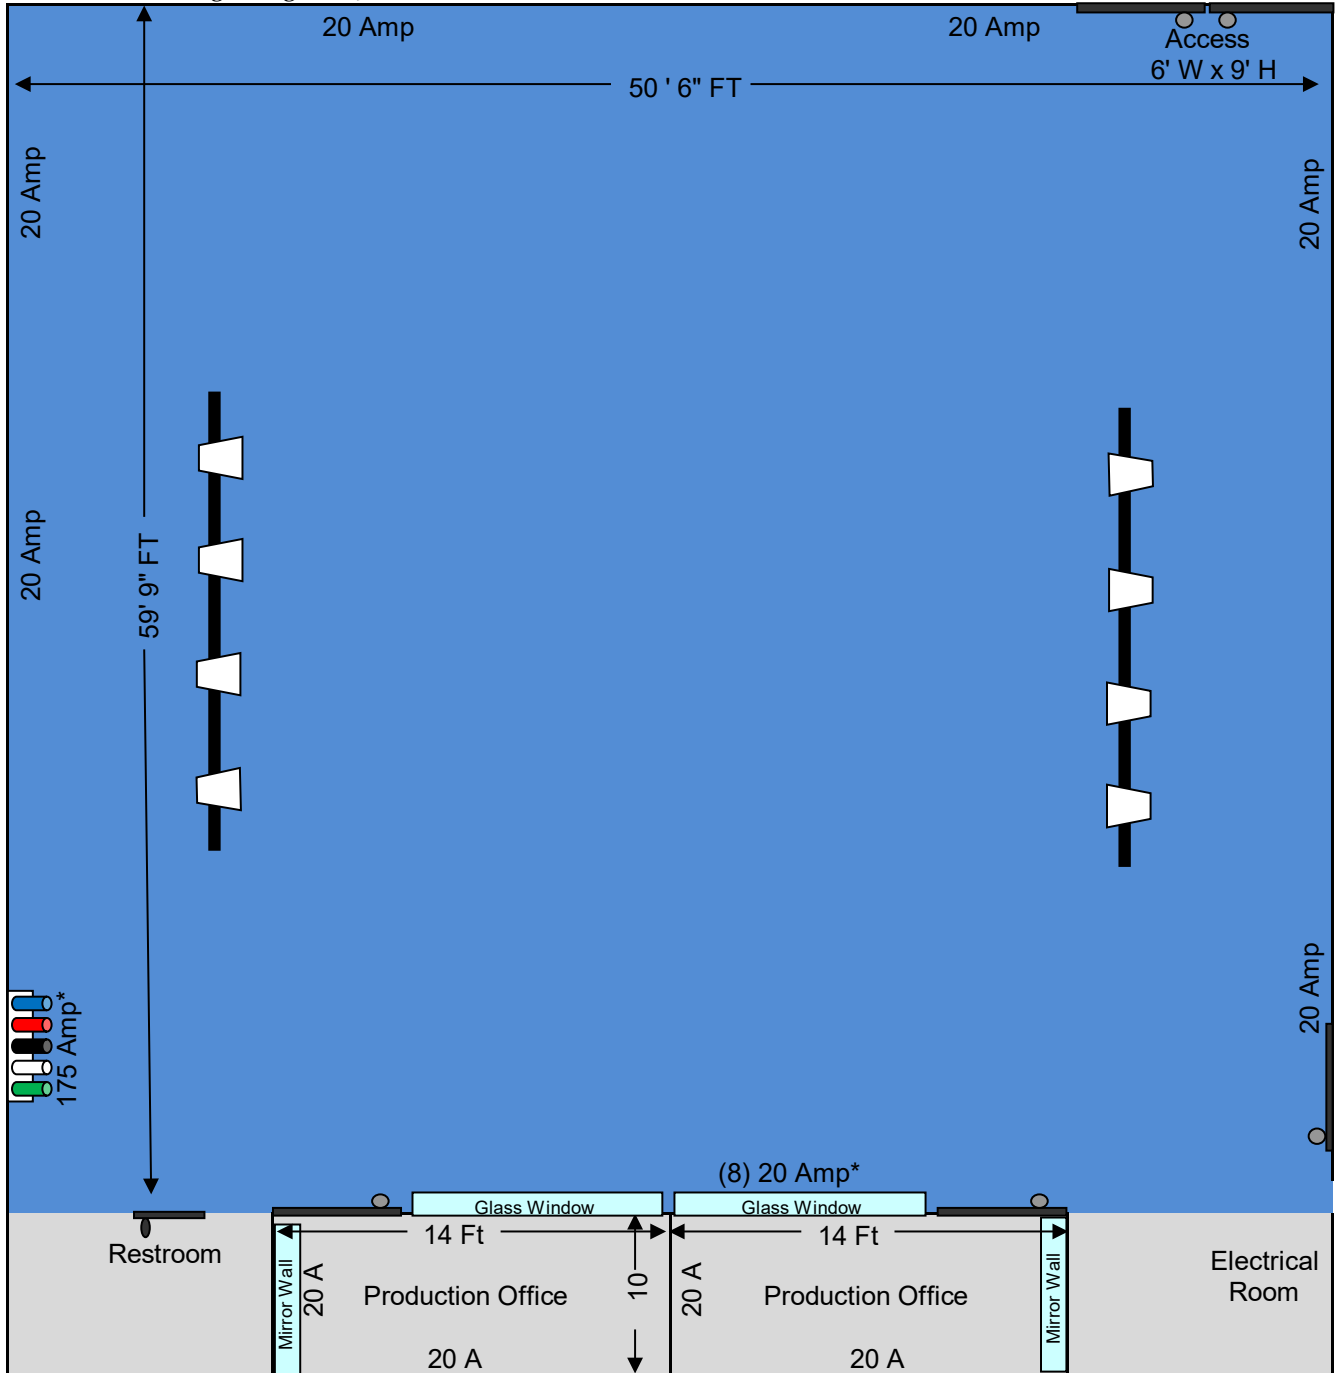 20 Amp
20 Amp
Access
6' W x 9' H
50 ' 6" FT
20 Amp
20 Amp
20 Amp
59' 9" FT
20 Amp
175 Amp*
(8) 20 Amp*
Glass Window
Glass Window
14 Ft
14 Ft
Restroom
Mirror Wall
20 A
Production Office
10
20 A
Production Office
Mirror Wall
Electrical
Room
20 A
20 A